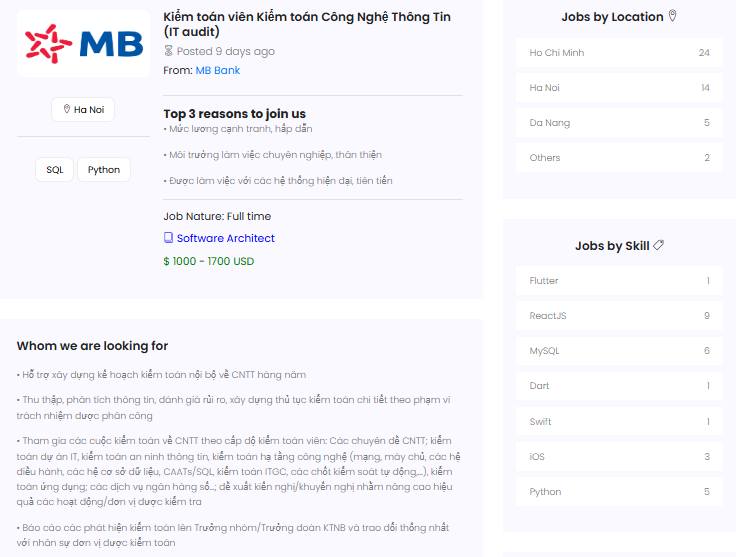 MB
Ha Noi
SQL
Python
Kiểm toán viên Kiểm toán Công Nghệ Thông Tin
(IT audit)
Posted 9 days ago
From: MB Bank
Top 3 reasons to join us
• Mức lương cạnh tranh, hấp dẫn
• Môi trường làm việc chuyên nghiệp, thân thiện
• Được làm việc với các hệ thống hiện đại, tiên tiến
Job Nature: Full time
Software Architect
$ 1000 - 1700 USD
Whom we are looking for
• Hỗ trợ xây dựng kế hoạch kiểm toán nội bộ về CNTT hàng năm
• Thu thập, phân tích thông tin, đánh giá rủi ro, xây dựng thủ tục kiểm toán chi tiết theo phạm vi
trách nhiệm được phân công
• Tham gia các cuộc kiểm toán về CNTT theo cấp độ kiểm toán viên: Các chuyên đề CNTT; kiểm
toán dự án IT, kiểm toán an ninh thông tin, kiểm toán hạ tầng công nghệ (mạng, máy chủ, các hệ
điều hành, các hệ cơ sở dữ liệu, CAATs/SQL, kiểm toán ITGC, các chốt kiểm soát tự động,...), kiểm
toán ứng dụng; các dịch vụ ngân hàng số...; đề xuất kiến nghị/khuyến nghị nhằm nâng cao hiệu
quả các hoạt động/đơn vị được kiểm tra
• Báo cáo các phát hiện kiểm toán lên Trưởng nhóm/Trưởng đoàn KTNB và trao đổi thống nhất
với nhân sự đơn vị được kiểm toán
Jobs by Location
Ho Chi Minh 24
Ha Noi 14
Da Nang 5
Others 2
Jobs by Skill
Flutter 1
ReactJS 9
MySQL 6
Dart 1
Swift 1
iOS 3
Python 5